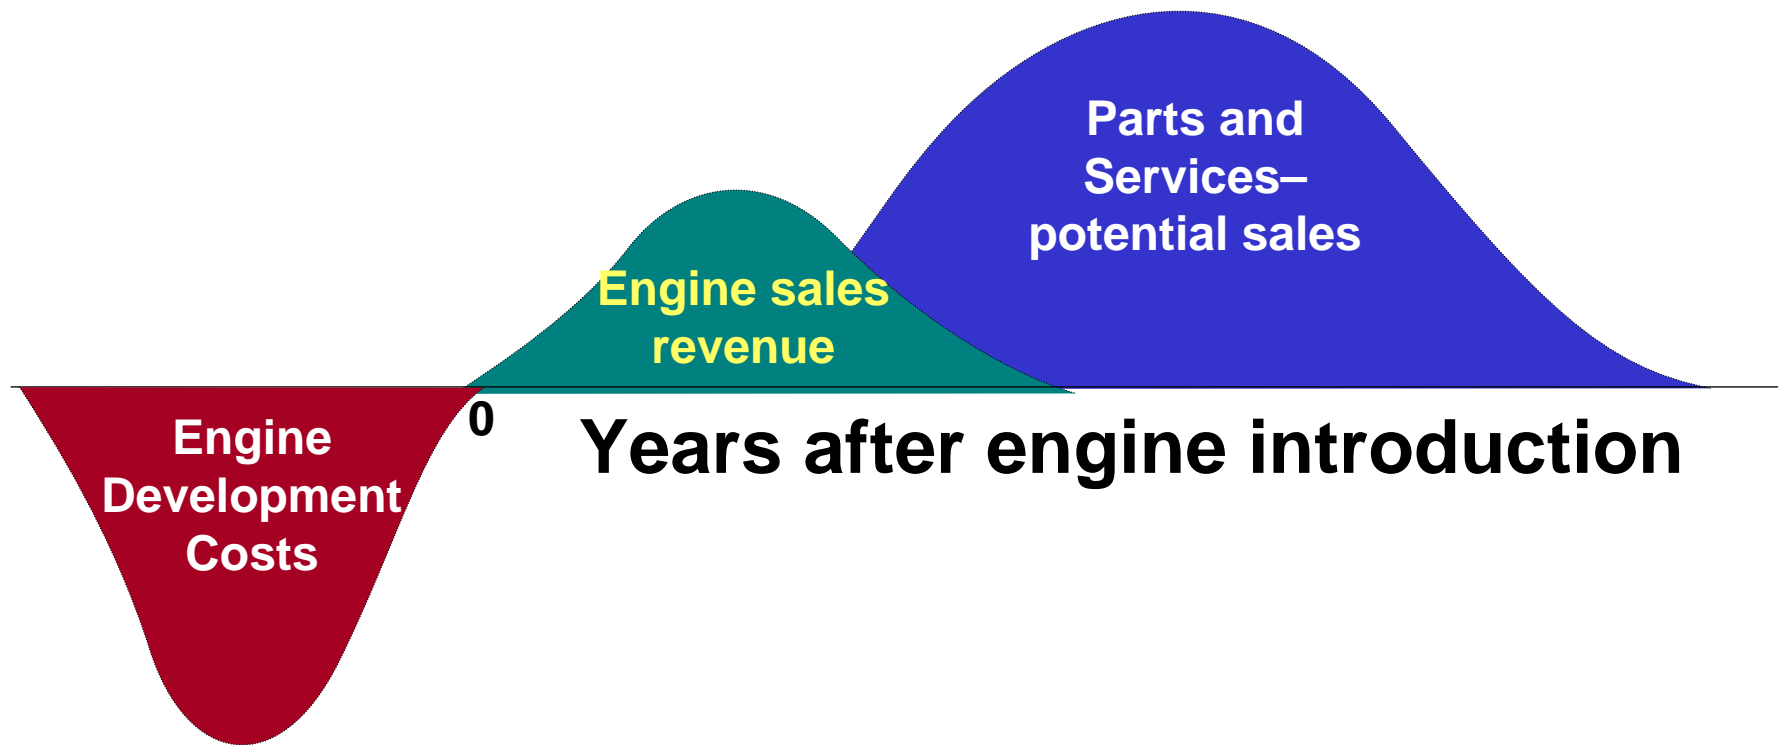 Parts and
Services–
potential sales
Engine sales
revenue
0
Years after engine introduction
Engine
Development
Costs